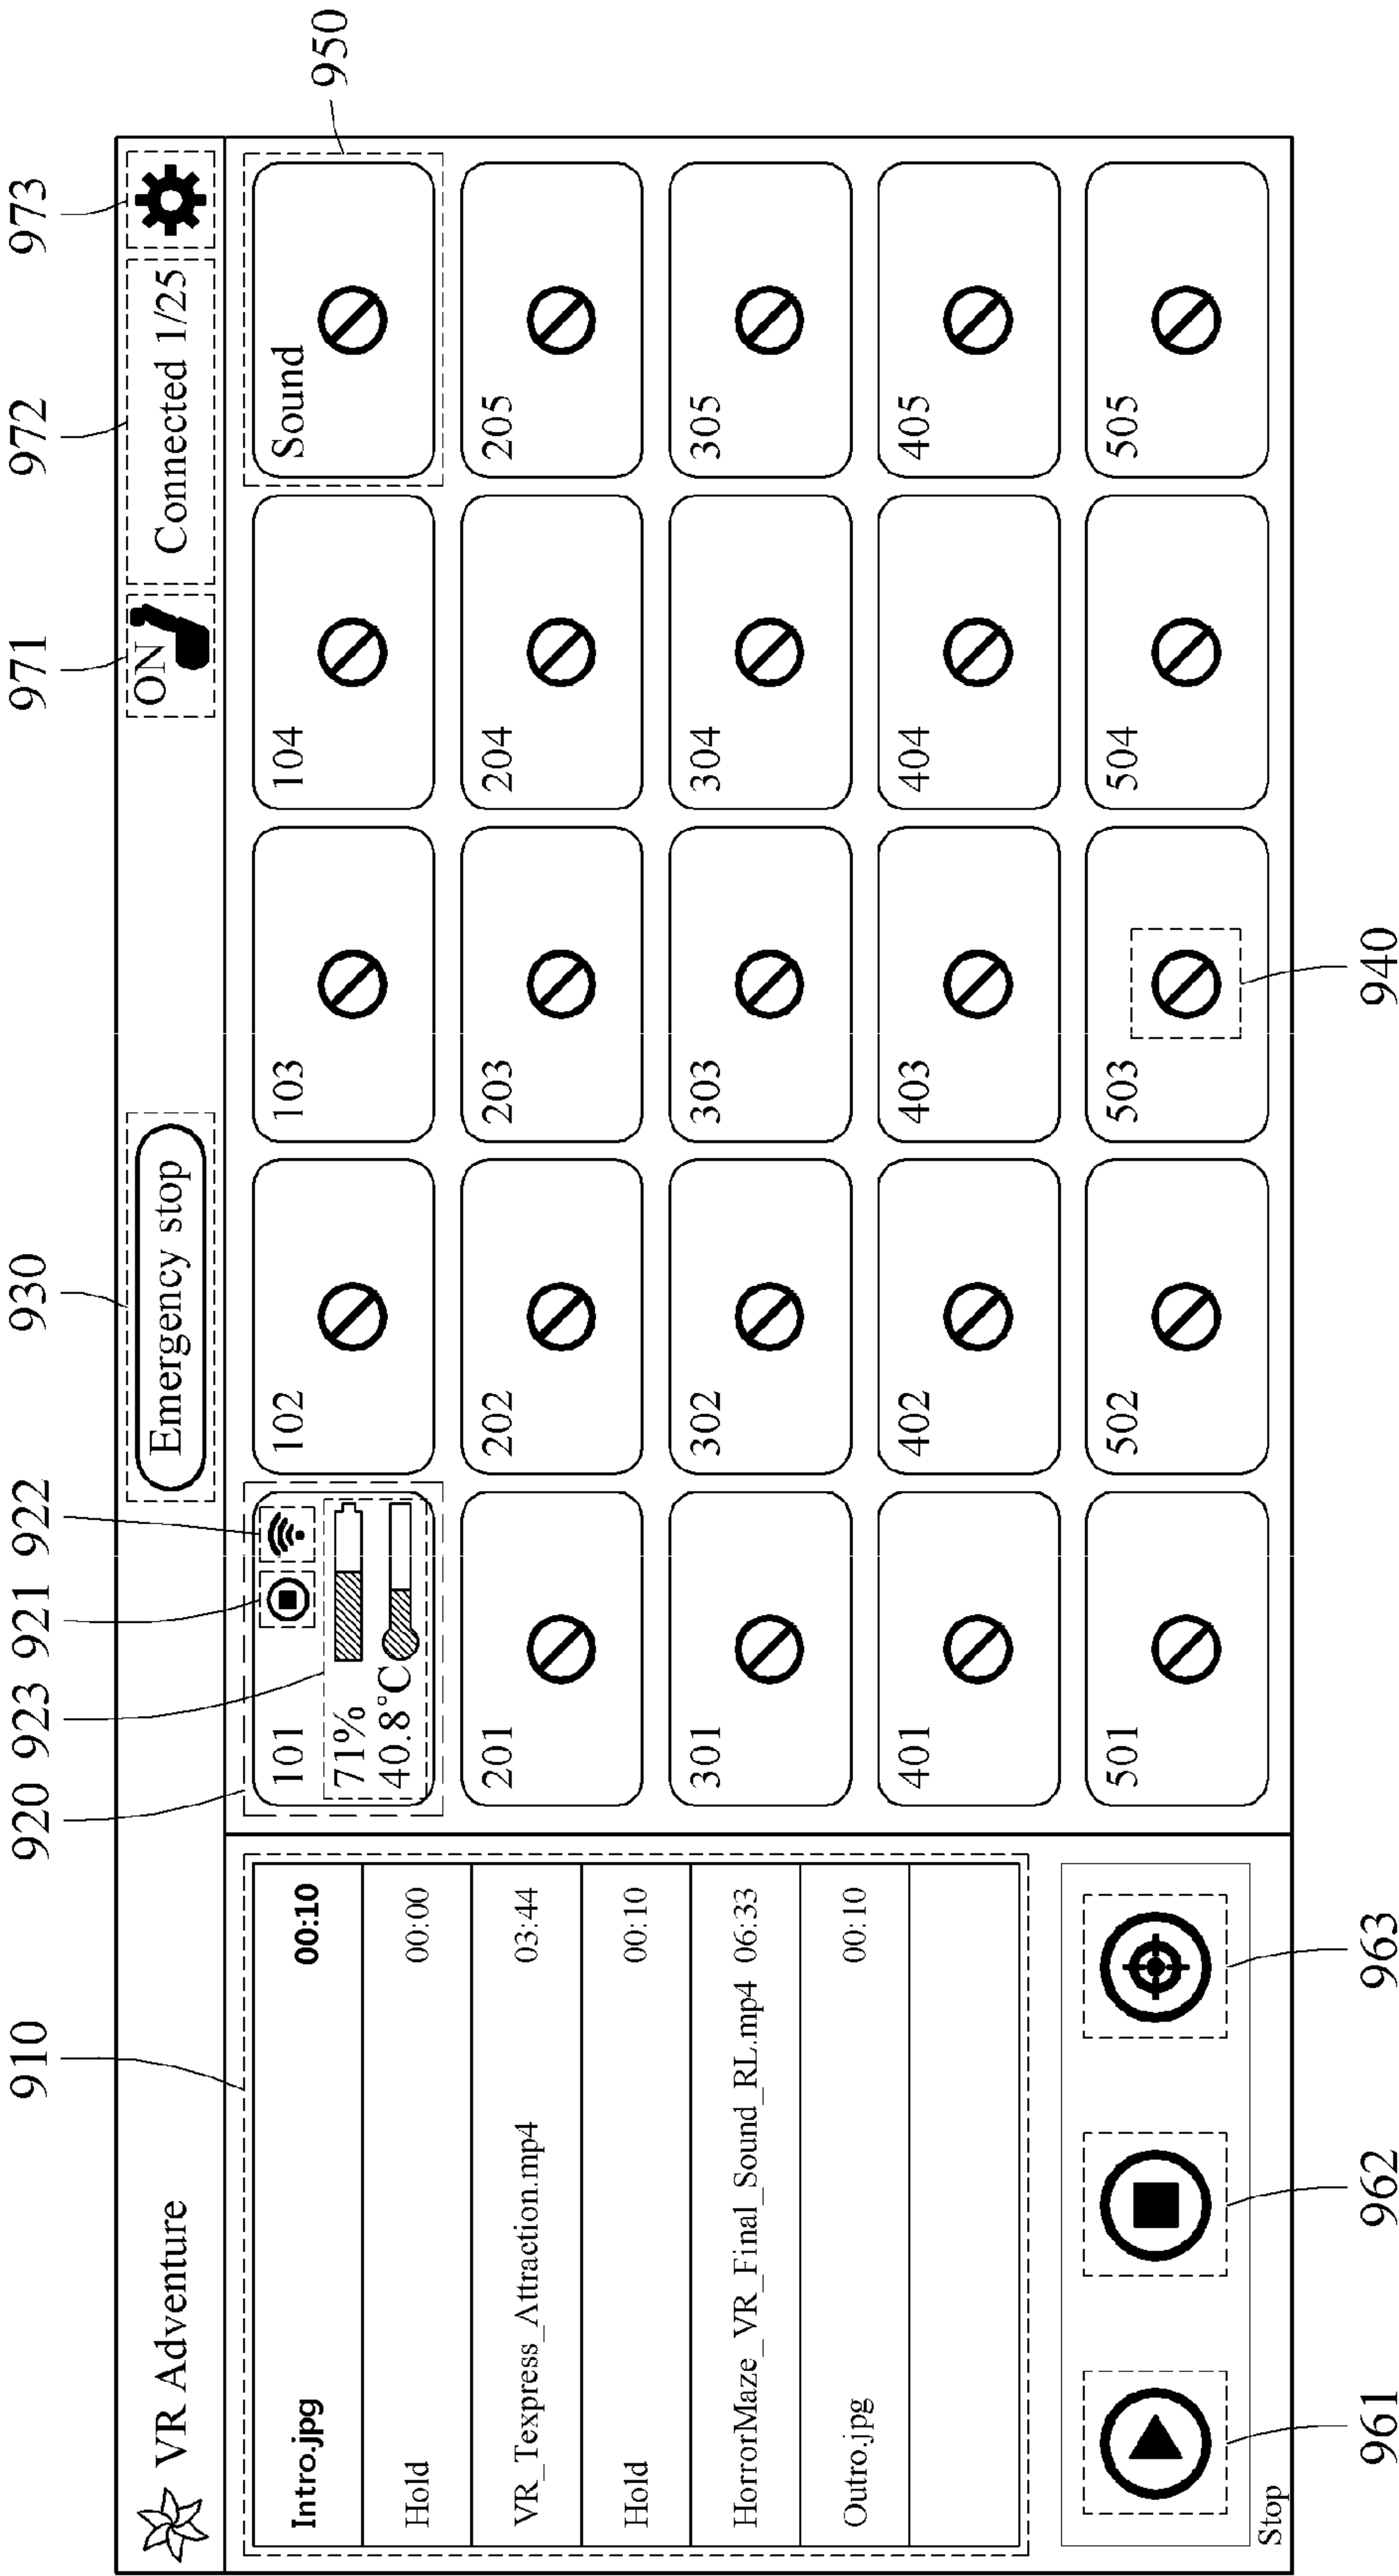 910
920 923 921 922
930
971
972
973
VR Adventure
Emergency stop
ON
Connected 1/25
950
Intro.jpg 00:10
Hold 00:00
VR_Texpress_Attraction.mp4 03:44
Hold 00:10
HorrorMaze_VR_Final_Sound_RL.mp4 06:33
Outro.jpg 00:10
101
71%
40.8°C
102
103
104
Sound
201
202
203
204
205
301
302
303
304
305
401
402
403
404
405
501
502
503
504
505
Stop
961
962
963
940